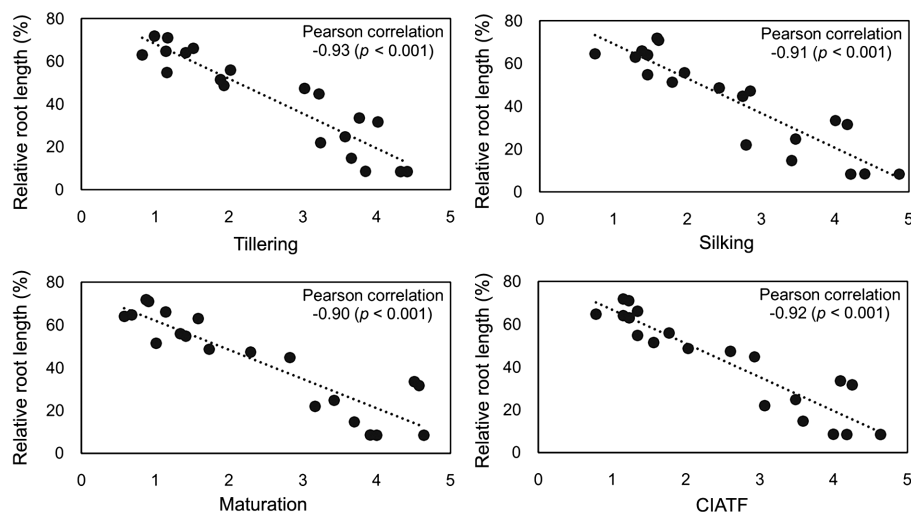 Relative root length (%)
80
60
40
20
0
Pearson correlation
-0.93 (p < 0.001)
0 1 2 3 4 5
Tillering
Relative root length (%)
80
60
40
20
0
Pearson correlation
-0.91 (p < 0.001)
0 1 2 3 4 5
Silking
Relative root length (%)
80
60
40
20
0
Pearson correlation
-0.90 (p < 0.001)
0 1 2 3 4 5
Maturation
Relative root length (%)
80
60
40
20
0
Pearson correlation
-0.92 (p < 0.001)
0 1 2 3 4 5
CIATF